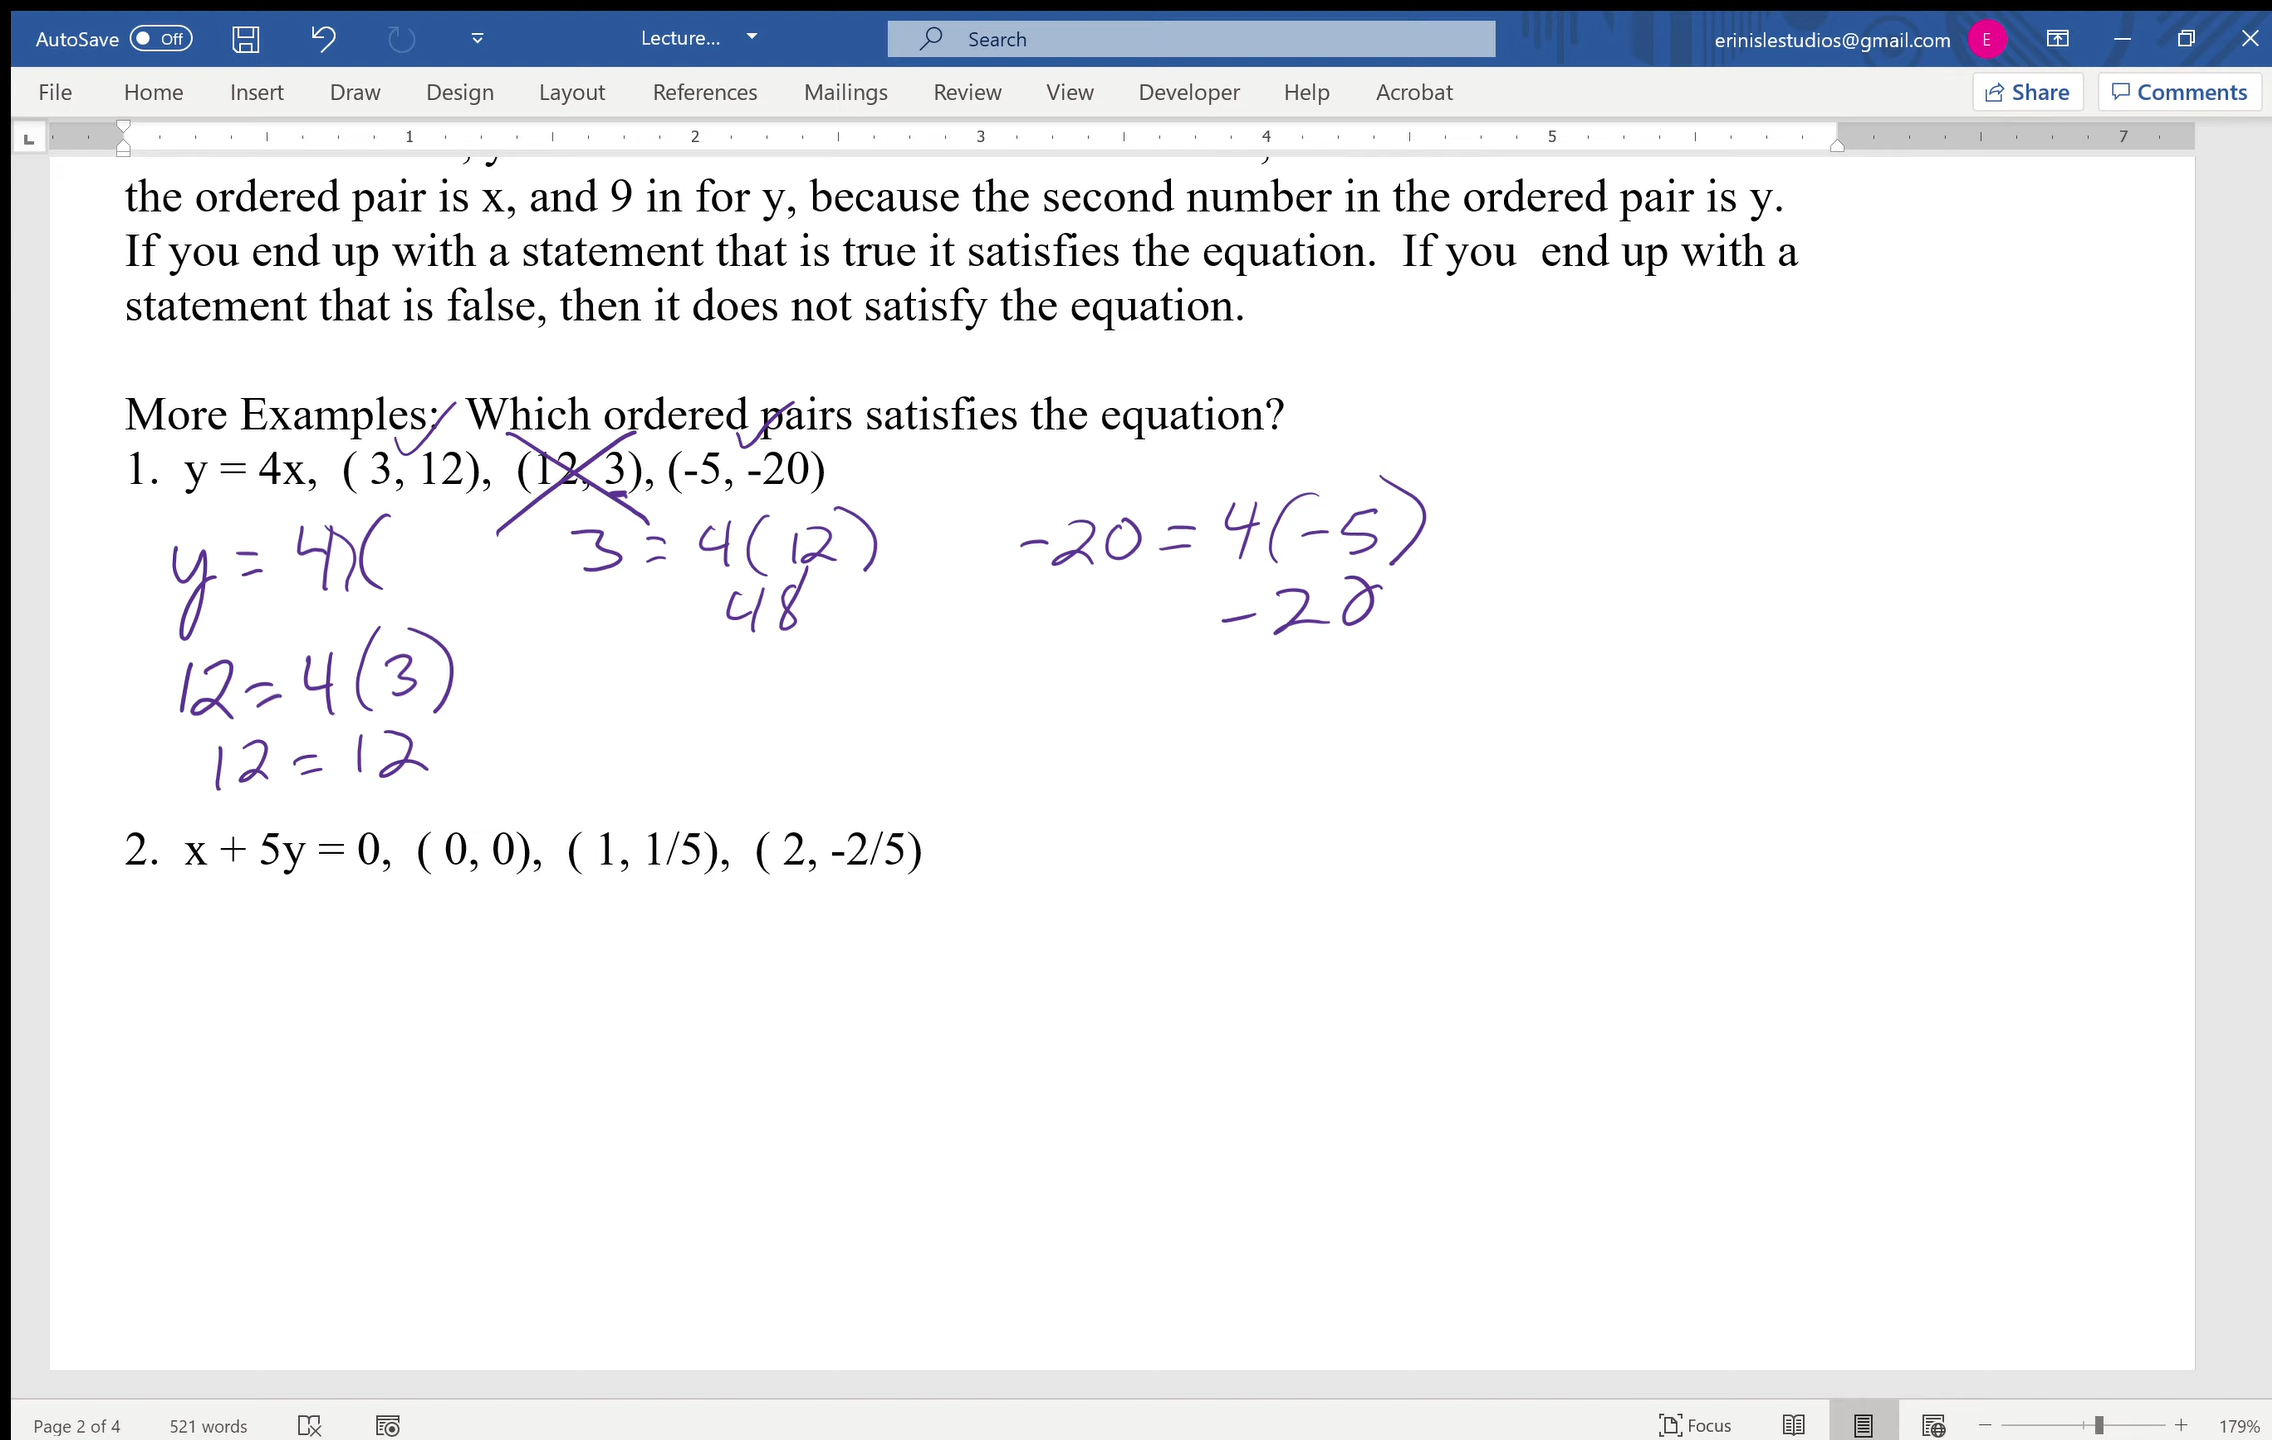 AutoSave Off Lecture... Search erinislestudios@gmail.com E
File Home Insert Draw Design Layout References Mailings Review View Developer Help Acrobat Share Comments
L 1 2 3 4 5 7
the ordered pair is x, and 9 in for y, because the second number in the ordered pair is y.
If you end up with a statement that is true it satisfies the equation. If you end up with a
statement that is false, then it does not satisfy the equation.
More Examples: Which ordered pairs satisfies the equation?
1. y = 4x, ( 3, 12), (12, 3), (-5, -20)
y = 4)( 3 = 4(12) -20 = 4(-5)
48 -20
12 = 4(3)
12 = 12
2. x + 5y = 0, ( 0, 0), ( 1, 1/5), ( 2, -2/5)
Page 2 of 4 521 words Focus 179%